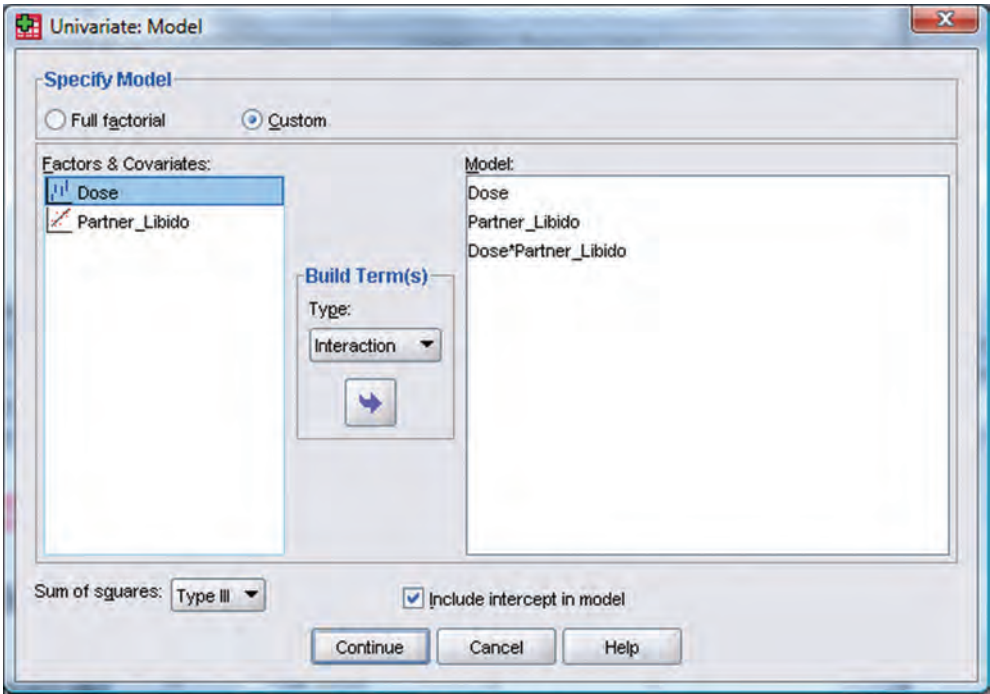 Univariate: Model
Specify Model
Full factorial
Custom
Factors & Covariates:
Dose
Partner_Libido
Build Term(s)
Type:
Interaction
Model:
Dose
Partner_Libido
Dose*Partner_Libido
Sum of squares:
Type III
Include intercept in model
Continue
Cancel
Help